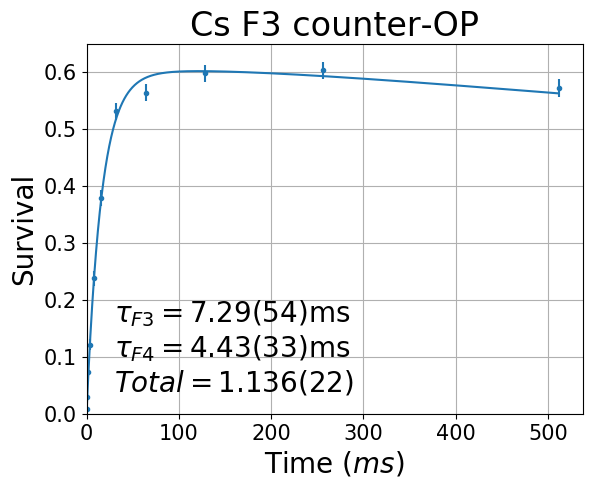 Cs F3 counter-OP
0.6
0.5
0.4
0.3
0.2
0.1
0.0
Survival
τ_F3 = 7.29(54)ms
τ_F4 = 4.43(33)ms
Total = 1.136(22)
0 100 200 300 400 500
Time (ms)